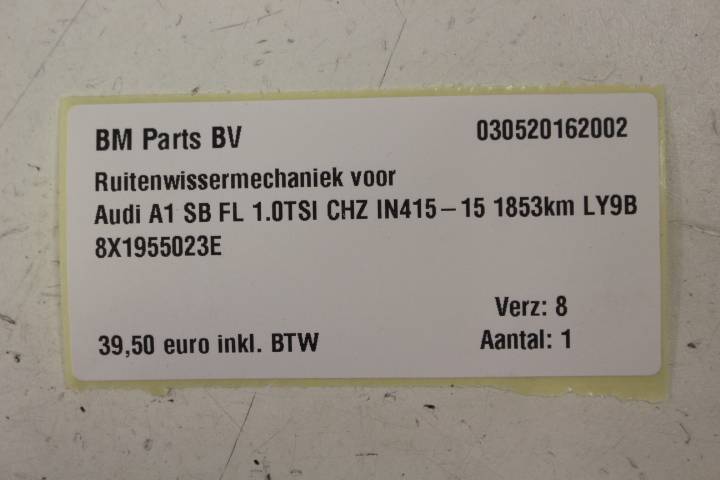 BM Parts BV 030520162002
Ruitenwissermechaniek voor
Audi A1 SB FL 1.0TSI CHZ IN415-15 1853km LY9B
8X1955023E
Verz: 8
39,50 euro inkl. BTW Aantal: 1